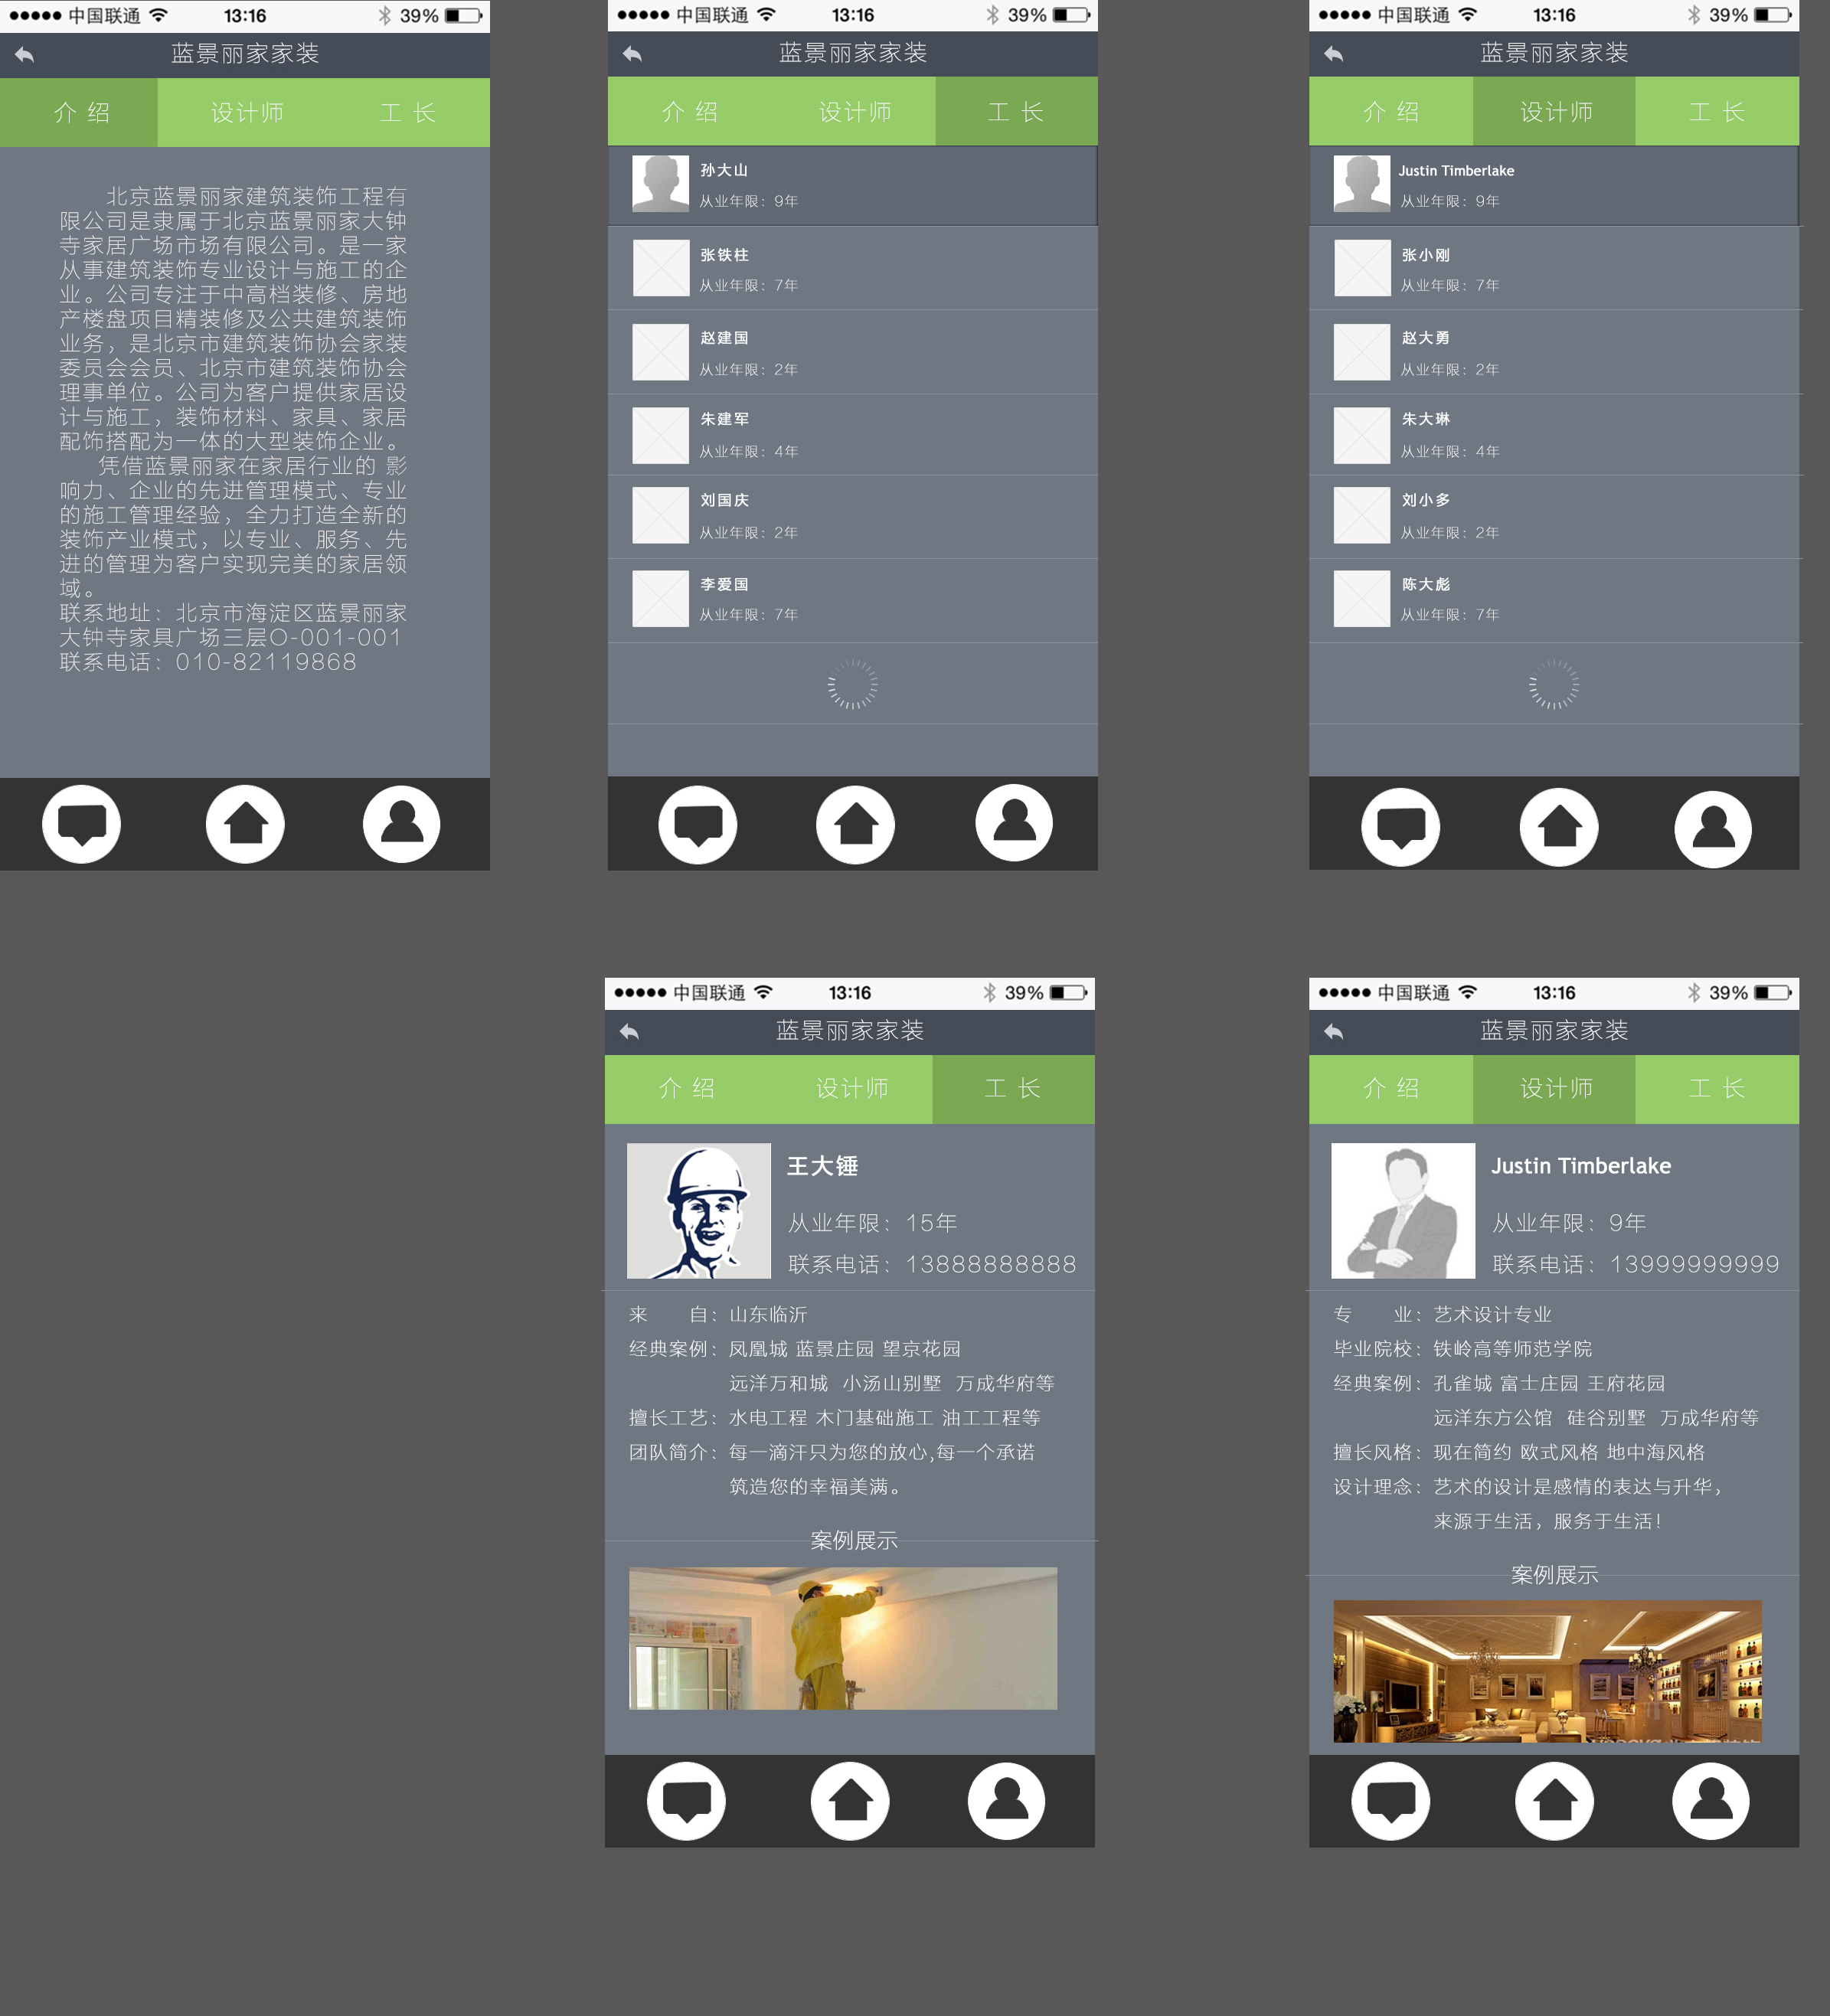 中国联通 13:16 39%
蓝景丽家家装
介 绍 设计师 工 长
北京蓝景丽家建筑装饰工程有
限公司是隶属于北京蓝景丽家大钟
寺家居广场市场有限公司。是一家
从事建筑装饰专业设计与施工的企
业。公司专注于中高档装修、房地
产楼盘项目精装修及公共建筑装饰
业务，是北京市建筑装饰协会家装
委员会会员、北京市建筑装饰协会
理事单位。公司为客户提供家居设
计与施工，装饰材料、家具、家居
配饰搭配为一体的大型装饰企业。
凭借蓝景丽家在家居行业的 影
响力、企业的先进管理模式、专业
的施工管理经验，全力打造全新的
装饰产业模式，以专业、服务、先
进的管理为客户实现完美的家居领
域。
联系地址：北京市海淀区蓝景丽家
大钟寺家具广场三层O-001-001
联系电话：010-82119868
中国联通 13:16 39%
蓝景丽家家装
介 绍 设计师 工 长
孙大山
从业年限：9年
张铁柱
从业年限：7年
赵建国
从业年限：2年
朱建军
从业年限：4年
刘国庆
从业年限：2年
李爱国
从业年限：7年
中国联通 13:16 39%
蓝景丽家家装
介 绍 设计师 工 长
Justin Timberlake
从业年限：9年
张小刚
从业年限：7年
赵大勇
从业年限：2年
朱大琳
从业年限：4年
刘小多
从业年限：2年
陈大彪
从业年限：7年
中国联通 13:16 39%
蓝景丽家家装
介 绍 设计师 工 长
王大锤
从业年限：15年
联系电话：13888888888
来 自：山东临沂
经典案例：凤凰城 蓝景庄园 望京花园
远洋万和城 小汤山别墅 万成华府等
擅长工艺：水电工程 木门基础施工 油工工程等
团队简介：每一滴汗只为您的放心,每一个承诺
筑造您的幸福美满。
案例展示
中国联通 13:16 39%
蓝景丽家家装
介 绍 设计师 工 长
Justin Timberlake
从业年限：9年
联系电话：13999999999
专 业：艺术设计专业
毕业院校：铁岭高等师范学院
经典案例：孔雀城 富士庄园 王府花园
远洋东方公馆 硅谷别墅 万成华府等
擅长风格：现在简约 欧式风格 地中海风格
设计理念：艺术的设计是感情的表达与升华，
来源于生活，服务于生活！
案例展示